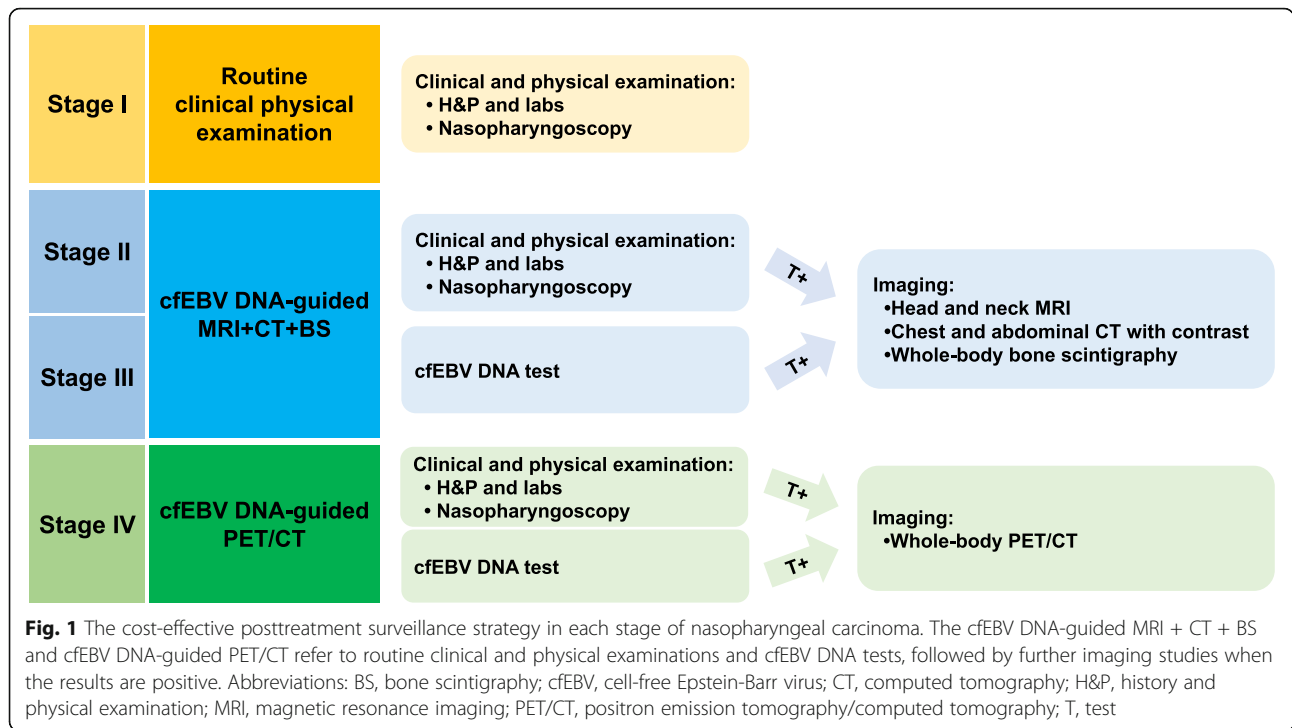 Stage I
Routine
clinical physical
examination
Clinical and physical examination:
• H&P and labs
• Nasopharyngoscopy
Stage II
Stage III
cfEBV DNA-guided
MRI+CT+BS
Clinical and physical examination:
• H&P and labs
• Nasopharyngoscopy
T+
cfEBV DNA test
T+
Imaging:
•Head and neck MRI
•Chest and abdominal CT with contrast
•Whole-body bone scintigraphy
Stage IV
cfEBV DNA-guided
PET/CT
Clinical and physical examination:
• H&P and labs
• Nasopharyngoscopy
T+
cfEBV DNA test
T+
Imaging:
•Whole-body PET/CT
Fig. 1 The cost-effective posttreatment surveillance strategy in each stage of nasopharyngeal carcinoma. The cfEBV DNA-guided MRI + CT + BS
and cfEBV DNA-guided PET/CT refer to routine clinical and physical examinations and cfEBV DNA tests, followed by further imaging studies when
the results are positive. Abbreviations: BS, bone scintigraphy; cfEBV, cell-free Epstein-Barr virus; CT, computed tomography; H&P, history and
physical examination; MRI, magnetic resonance imaging; PET/CT, positron emission tomography/computed tomography; T, test